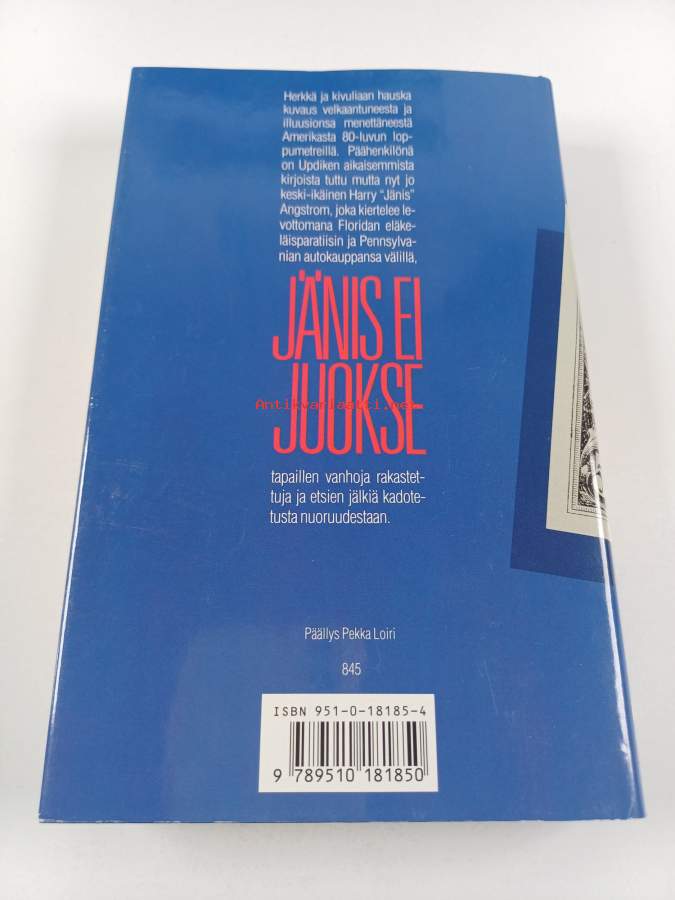 Herkkä ja kivuliaan hauska
kuvaus velkaantuneesta ja
illuusionsa menettäneestä
Amerikasta 80-luvun lop-
pumetreillä. Päähenkilönä
on Updiken aikaisemmista
kirjoista tuttu mutta nyt jo
keski-ikäinen Harry "Jänis"
Angstrom, joka kiertelee le-
vottomana Floridan eläke-
läisparatiisin ja Pennsylva-
nian autokauppansa välillä,
JÄNIS EI
Antikvariaatti.net
JUOKSE
tapaillen vanhoja rakastet-
tuja ja etsien jälkiä kadote-
tusta nuoruudestaan.
Päällys Pekka Loiri
845
ISBN 951-0-18185-4
9 789510 181850